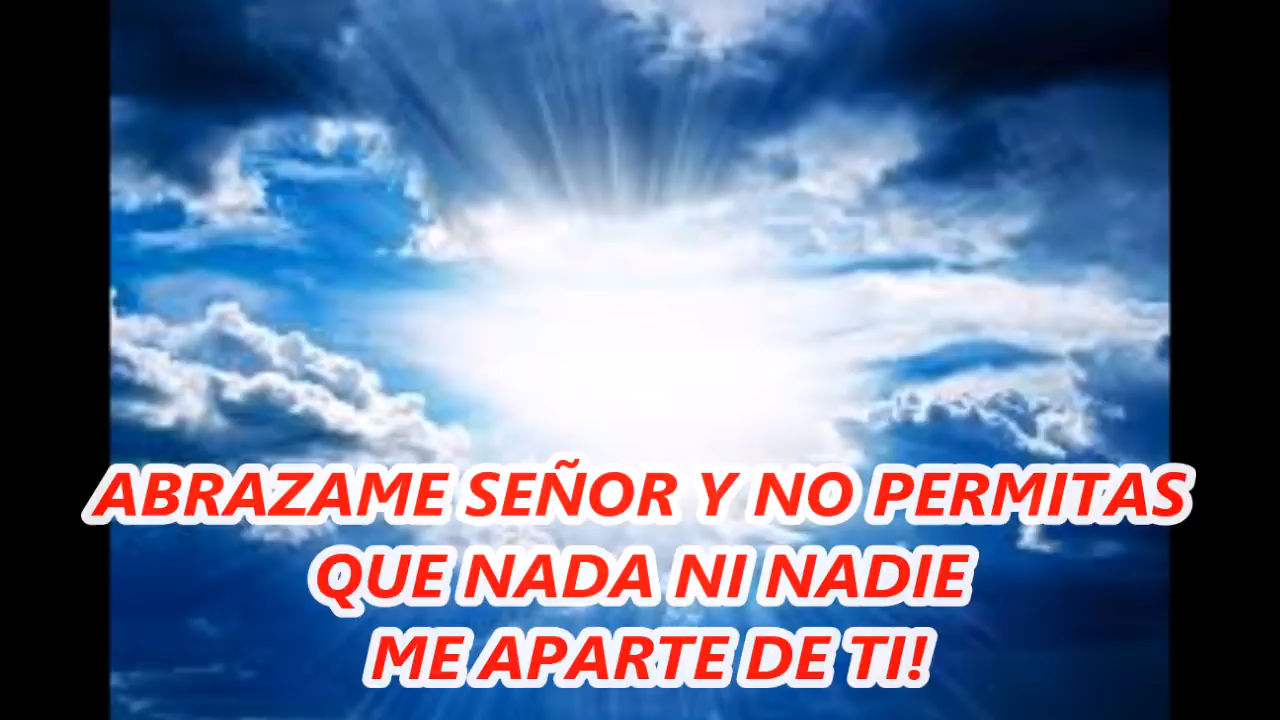 ABRAZAME SEÑOR Y NO PERMITAS
QUE NADA NI NADIE
ME APARTE DE TI!